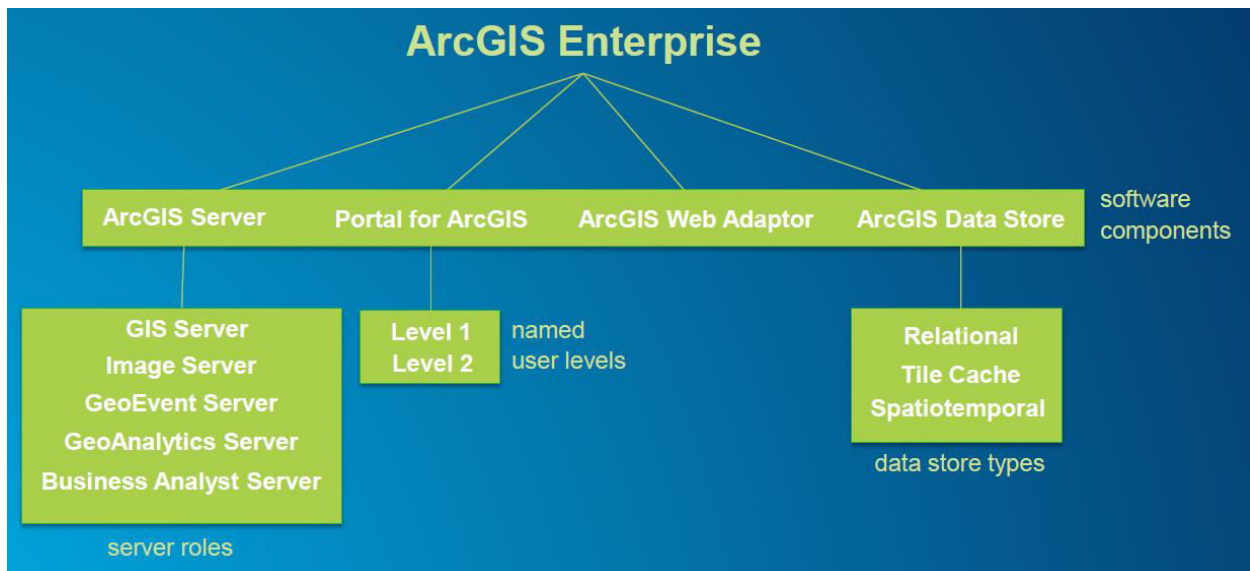 ArcGIS Enterprise
ArcGIS Server
Portal for ArcGIS
ArcGIS Web Adaptor
ArcGIS Data Store
software
components
GIS Server
Image Server
GeoEvent Server
GeoAnalytics Server
Business Analyst Server
server roles
Level 1
Level 2
named
user levels
Relational
Tile Cache
Spatiotemporal
data store types